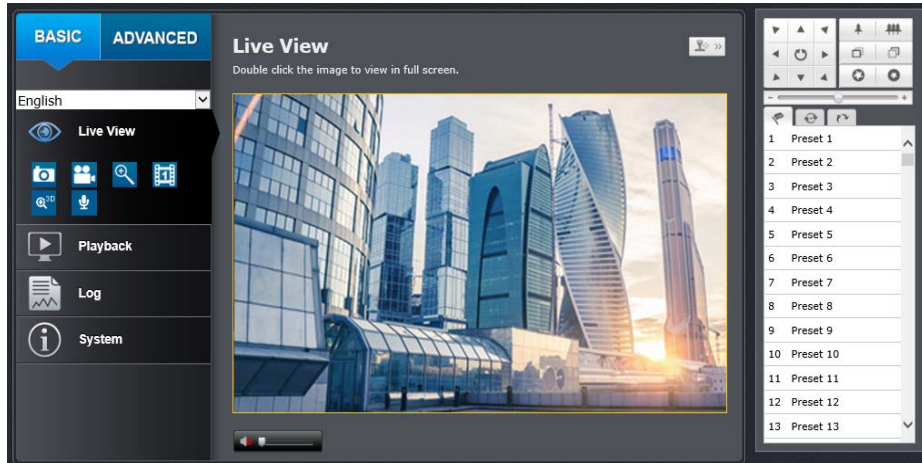 BASIC
ADVANCED
English
Live View
3D
1
Playback
Log
System
Live View
Double click the image to view in full screen.
- +
1 Preset 1
2 Preset 2
3 Preset 3
4 Preset 4
5 Preset 5
6 Preset 6
7 Preset 7
8 Preset 8
9 Preset 9
10 Preset 10
11 Preset 11
12 Preset 12
13 Preset 13